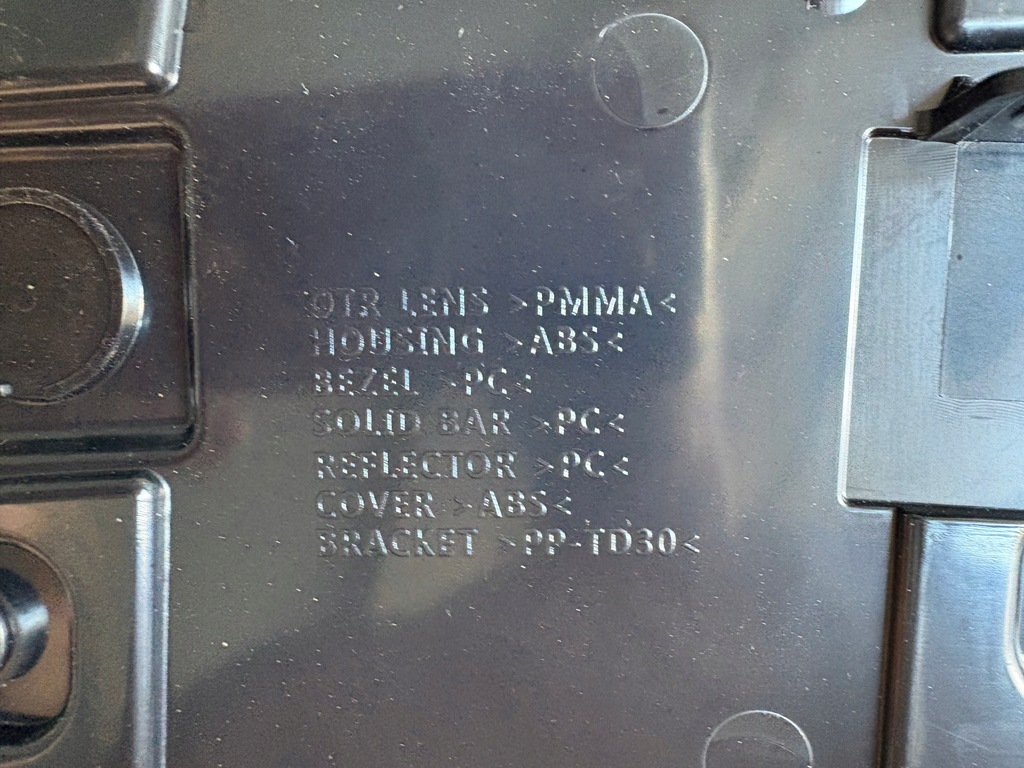 OTR LENS >PMMA<
HOUSING >ABS<
BEZEL >PC<
SOLID BAR >PC<
REFLECTOR >PC<
COVER >ABS<
BRACKET >PP-TD30<